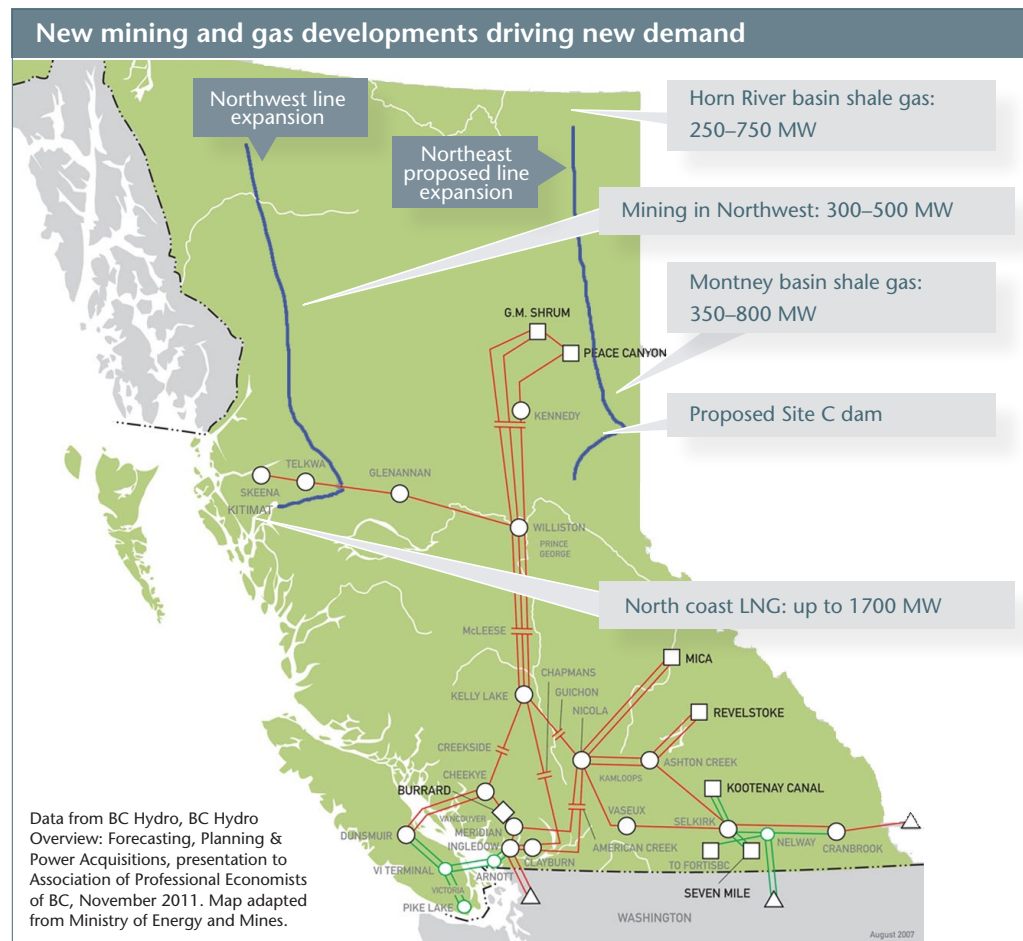 New mining and gas developments driving new demand
Northwest line
expansion
Horn River basin shale gas:
250–750 MW
Northeast
proposed line
expansion
Mining in Northwest: 300–500 MW
Montney basin shale gas:
350–800 MW
G.M. SHRUM
PEACE CANYON
KENNEDY
Proposed Site C dam
TELKWA
GLENANNAN
SKEENA
KITIMAT
WILLISTON
PRINCE
GEORGE
North coast LNG: up to 1700 MW
McLEESE
MICA
CHAPMANS
GUICHON
KELLY LAKE
NICOLA
REVELSTOKE
CREEKSIDE
ASHTON CREEK
KAMLOOPS
CHEEKYE
BURRARD
KOOTENAY CANAL
VANCOUVER
VASEUX
SELKIRK
DUNSMUIR
MERIDIAN
INGLEDOW
AMERICAN CREEK
NELWAY
CRANBROOK
CLAYBURN
TO FORTISBC
VI TERMINAL
ARNOTT
SEVEN MILE
VICTORIA
PIKE LAKE
WASHINGTON
August 2007
Data from BC Hydro, BC Hydro
Overview: Forecasting, Planning &
Power Acquisitions, presentation to
Association of Professional Economists
of BC, November 2011. Map adapted
from Ministry of Energy and Mines.